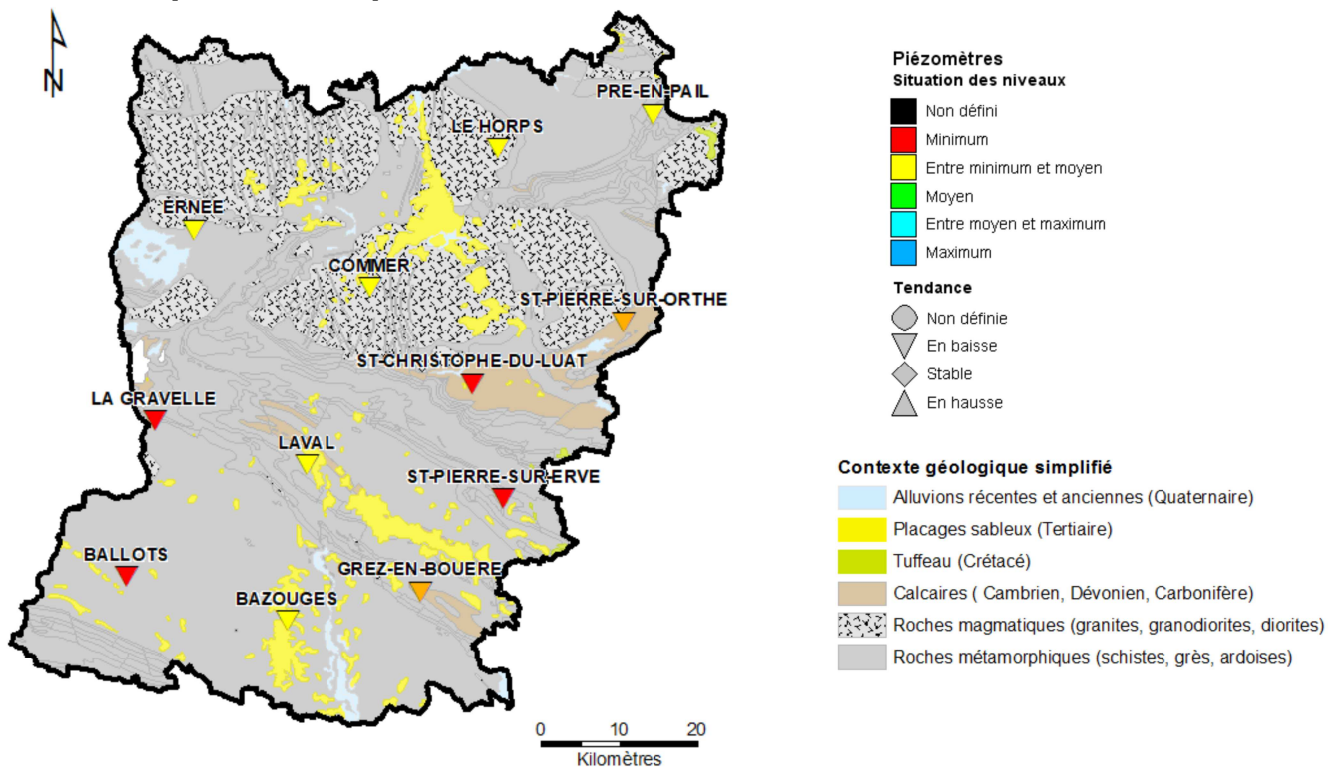 N
PRE-EN-PAIL
LE HORPS
ERNEE
COMMER
ST-PIERRE-SUR-ORTHE
ST-CHRISTOPHE-DU-LUAT
LA GRAVELLE
LAVAL
ST-PIERRE-SUR-ERVE
BALLOTS
GREZ-EN-BOUERE
BAZOUGES
0 10 20
Kilomètres
Piézomètres
Situation des niveaux
Non défini
Minimum
Entre minimum et moyen
Moyen
Entre moyen et maximum
Maximum
Tendance
Non définie
En baisse
Stable
En hausse
Contexte géologique simplifié
Alluvions récentes et anciennes (Quaternaire)
Placages sableux (Tertiaire)
Tuffeau (Crétacé)
Calcaires ( Cambrien, Dévonien, Carbonifère)
Roches magmatiques (granites, granodiorites, diorites)
Roches métamorphiques (schistes, grès, ardoises)